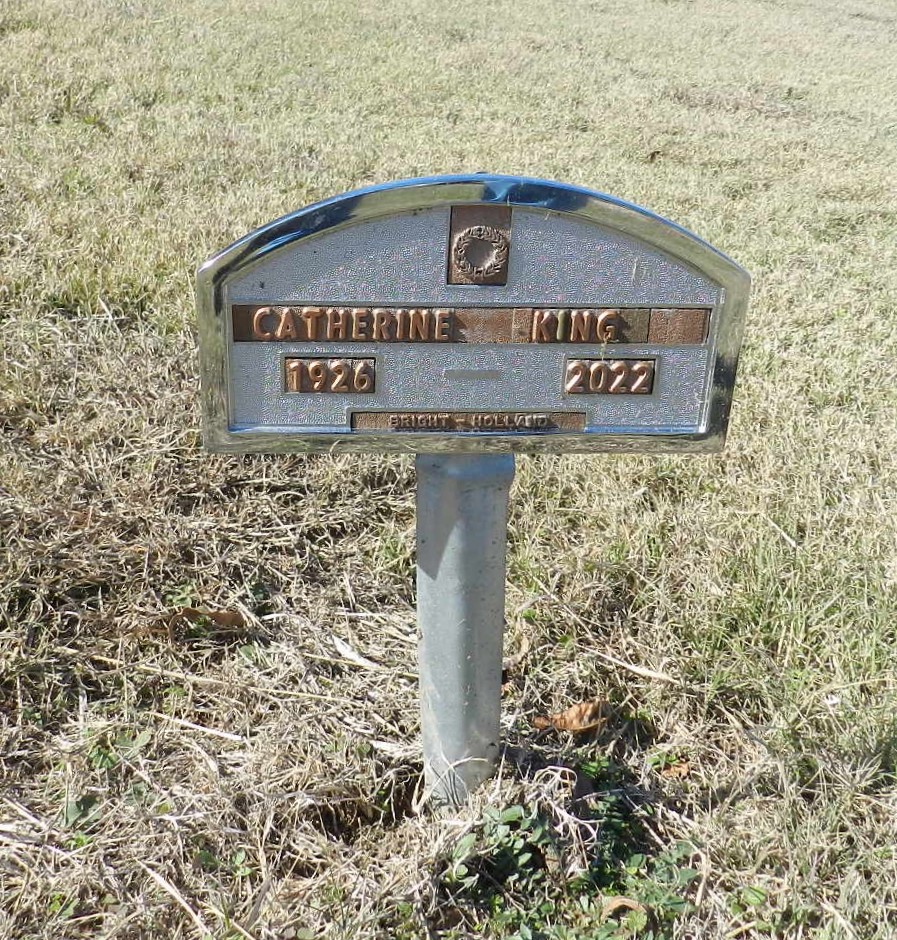 CATHERINE KING
1926 2022
BRIGHT - HOLLAND